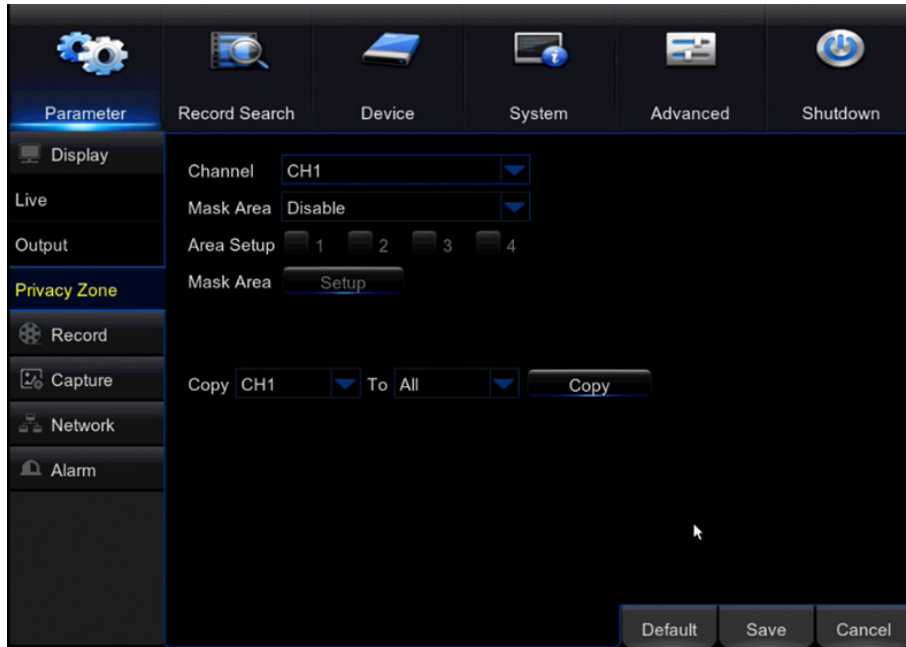 Parameter Record Search Device System Advanced Shutdown
Display
Live
Output
Privacy Zone
Record
Capture
Network
Alarm
Channel CH1
Mask Area Disable
Area Setup 1 2 3 4
Mask Area Setup
Copy CH1 To All Copy
Default Save Cancel